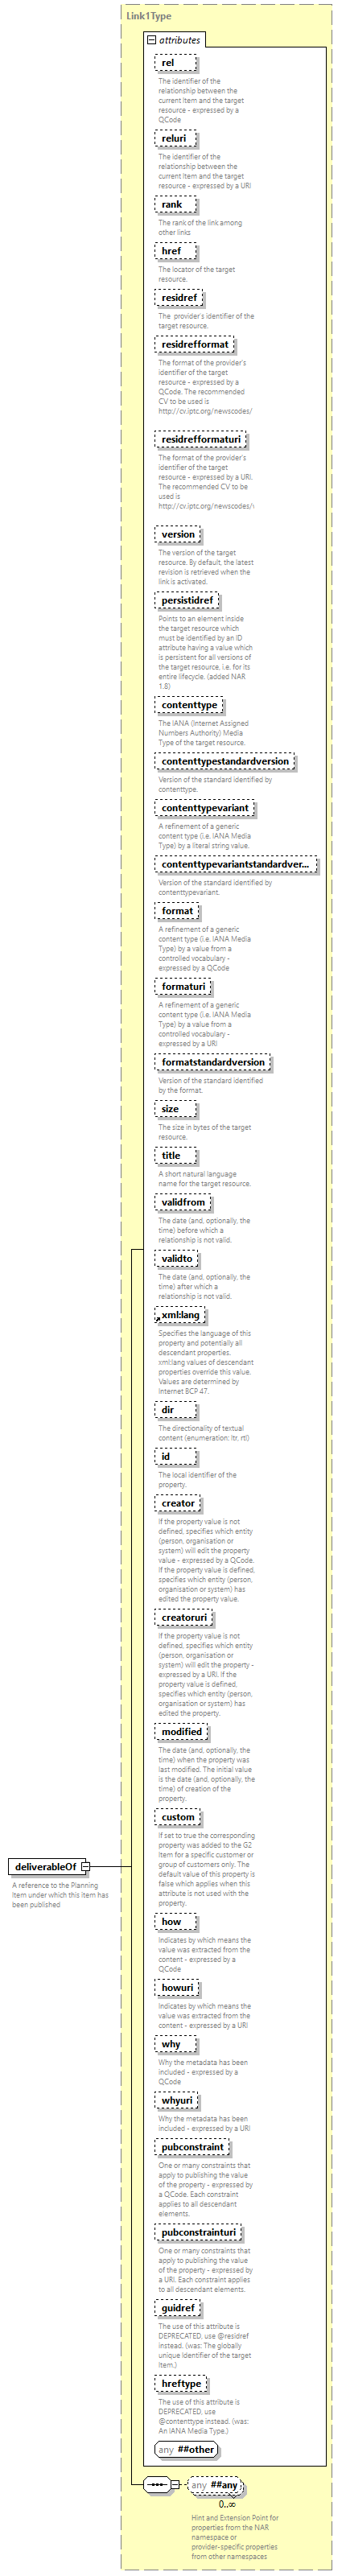 Link1Type
attributes
rel
The identifier of the
relationship between the
current Item and the target
resource - expressed by a
QCode
reluri
The identifier of the
relationship between the
current Item and the target
resource - expressed by a URI
rank
The rank of the link among
other links
href
The locator of the target
resource.
residref
The  provider's identifier of the
target resource.
residrefformat
The format of the provider's
identifier of the target
resource - expressed by a
QCode. The recommended
CV to be used is
http://cv.iptc.org/newscodes/
residrefformaturi
The format of the provider's
identifier of the target
resource - expressed by a URI.
The recommended CV to be
used is
http://cv.iptc.org/newscodes/
version
The version of the target
resource. By default, the latest
revision is retrieved when the
link is activated.
persistidref
Points to an element inside
the target resource which
must be identified by an ID
attribute having a value which
is persistent for all versions of
the target resource. i.e. for its
entire lifecycle. (added NAR
1.8)
contenttype
The IANA (Internet Assigned
Numbers Authority) Media
Type of the target resource.
contenttypestandardversion
Version of the standard identified by
contenttype.
contenttypevariant
A refinement of a generic
content type (i.e. IANA Media
Type) by a literal string value.
contenttypevariantstandardver...
Version of the standard identified by
contenttypevariant.
format
A refinement of a generic
content type (i.e. IANA Media
Type) by a value from a
controlled vocabulary -
expressed by a QCode
formaturi
A refinement of a generic
content type (i.e. IANA Media
Type) by a value from a
controlled vocabulary -
expressed by a URI
formatstandardversion
Version of the standard identified
by the format.
size
The size in bytes of the target
resource.
title
A short natural language
name for the target resource.
validfrom
The date (and, optionally, the
time) before which a
relationship is not valid.
validto
The date (and, optionally, the
time) after which a
relationship is not valid.
xml:lang
Specifies the language of this
property and potentially all
descendant properties.
xml:lang values of descendant
properties override this value.
Values are determined by
Internet BCP 47.
dir
The directionality of textual
content (enumeration: ltr, rtl)
id
The local identifier of the
property.
creator
If the property value is not
defined, specifies which entity
(person, organisation or
system) will edit the property
value - expressed by a QCode.
If the property value is defined,
specifies which entity (person,
organisation or system) has
edited the property value.
creatoruri
If the property value is not
defined, specifies which entity
(person, organisation or
system) will edit the property -
expressed by a URI. If the
property value is defined,
specifies which entity (person,
organisation or system) has
edited the property.
modified
The date (and, optionally, the
time) when the property was
last modified. The initial value
is the date (and, optionally, the
time) of creation of the
property.
custom
If set to true the corresponding
property was added to the G2
Item for a specific customer or
group of customers only. The
default value of this property is
false which applies when this
attribute is not used with the
property.
deliverableOf
A reference to the Planning
Item under which this item has
been published
how
Indicates by which means the
value was extracted from the
content - expressed by a
QCode
howuri
Indicates by which means the
value was extracted from the
content - expressed by a URI
why
Why the metadata has been
included - expressed by a
QCode
whyuri
Why the metadata has been
included - expressed by a URI
pubconstraint
One or many constraints that
apply to publishing the value
of the property - expressed by
a QCode. Each constraint
applies to all descendant
elements.
pubconstrainturi
One or many constraints that
apply to publishing the value
of the property - expressed by
a URI. Each constraint applies
to all descendant elements.
guidref
The use of this attribute is
DEPRECATED, use @residref
instead. (was: The globally
unique identifier of the target
Item.)
hreftype
The use of this attribute is
DEPRECATED, use
@contenttype instead. (was:
An IANA Media Type.)
any ##other
any ##any
0..∞
Hint and Extension Point for
properties from the NAR
namespace or
provider-specific properties
from other namespaces